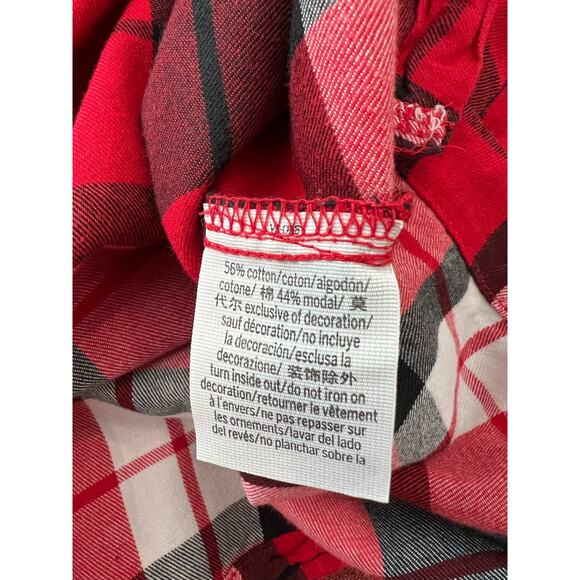 56% cotton/coton/algodón/
cotone/ 棉 44% modal/ 莫
代尔 exclusive of decoration/
sauf décoration/no incluye
la decoración/esclusa la
decorazione/ 装饰除外
turn inside out/do not iron on
decoration/retourner le vêtement
à l'envers/ne pas repasser sur
les ornements/lavar del lado
del revés/no planchar sobre la